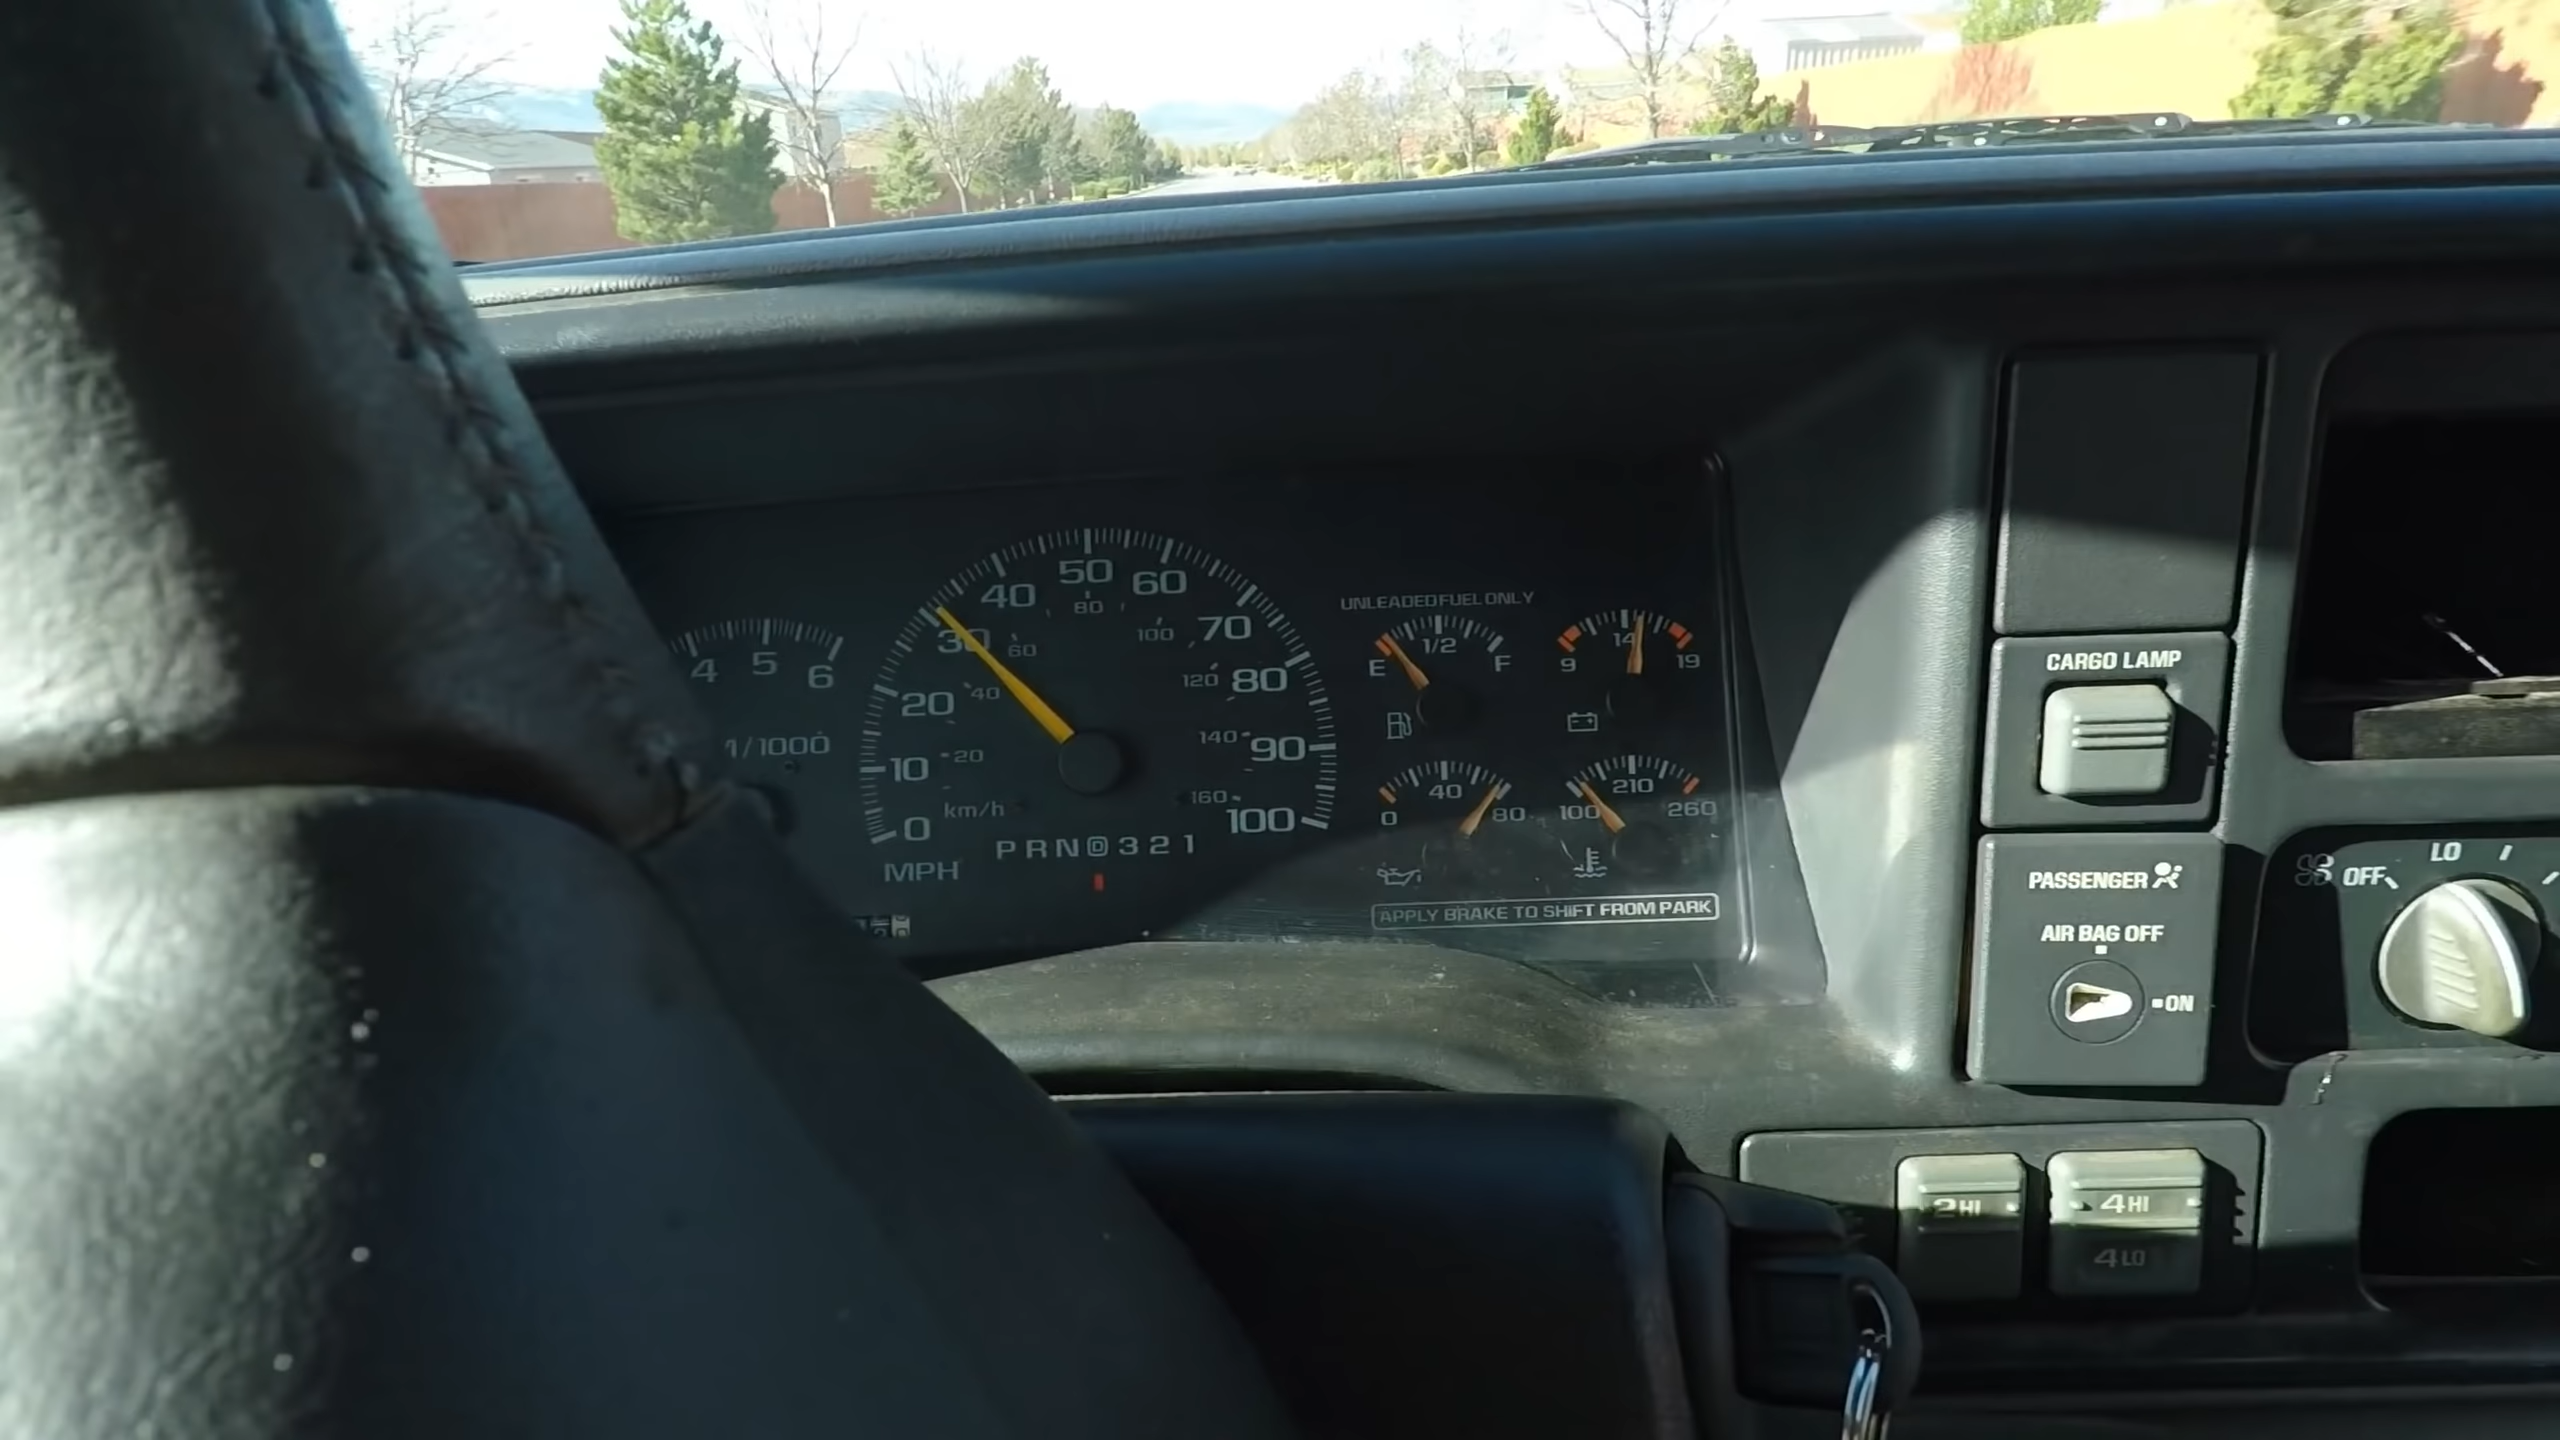 4 5 6
1/1000
0 10 20 30 40 50 60 70 80 90 100
20 40 60 80 100 120 140 160
km/h
MPH
PRND321
UNLEADED FUEL ONLY
E 1/2 F
9 14 19
0 40 80
100 210 260
APPLY BRAKE TO SHIFT FROM PARK
CARGO LAMP
PASSENGER
AIR BAG OFF
ON
OFF LO
2HI
4HI
4LO